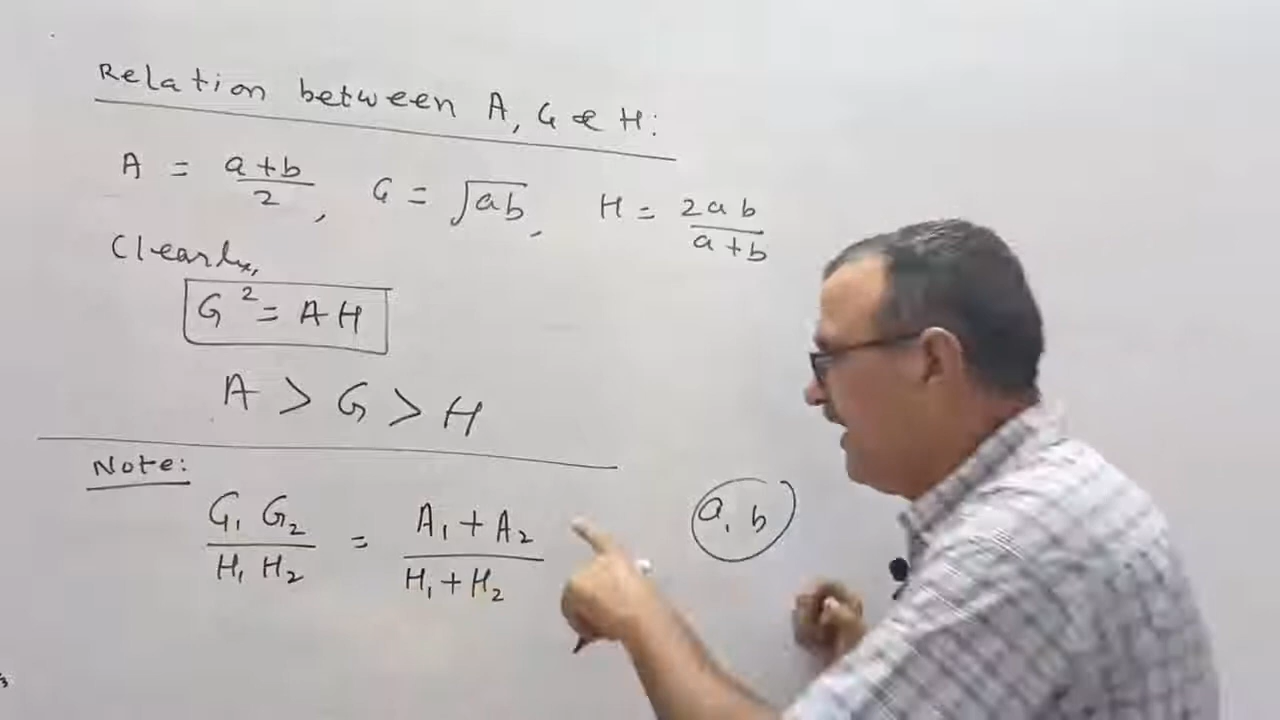 Relation between A, G & H:
A = a+b/2, G = √ab, H = 2ab/a+b
Clearly,
G² = AH
A > G > H
Note:
G₁ G₂/H₁ H₂ = A₁+A₂/H₁+H₂
a, b